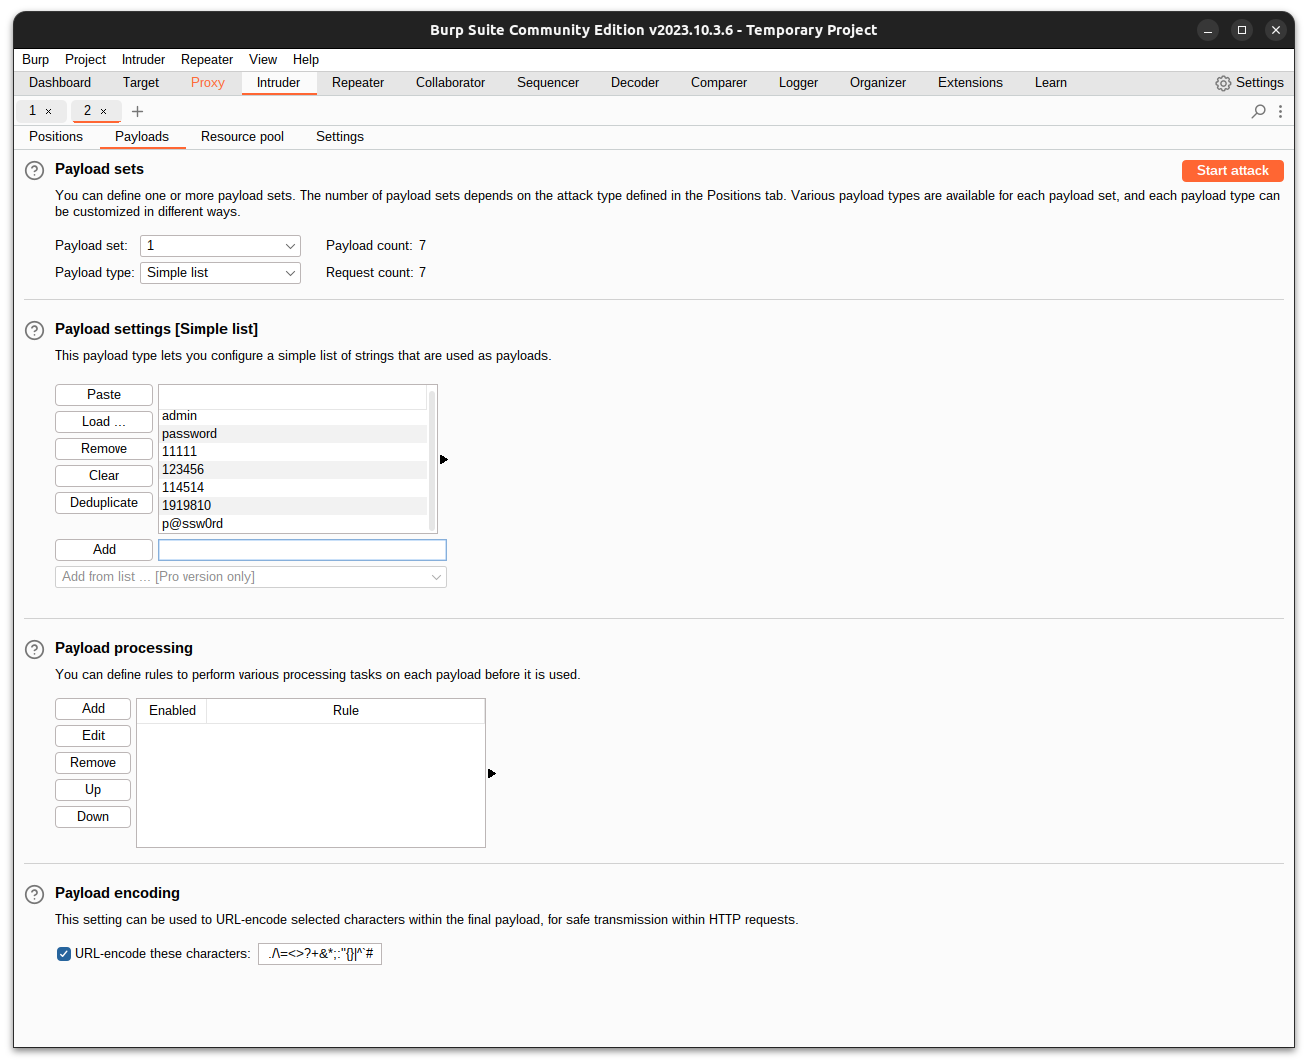 Burp Suite Community Edition v2023.10.3.6 - Temporary Project
Burp Project Intruder Repeater View Help
Dashboard Target Proxy Intruder Repeater Collaborator Sequencer Decoder Comparer Logger Organizer Extensions Learn Settings
1 × 2 × +
Positions Payloads Resource pool Settings
? Payload sets Start attack
You can define one or more payload sets. The number of payload sets depends on the attack type defined in the Positions tab. Various payload types are available for each payload set, and each payload type can
be customized in different ways.
Payload set: 1 Payload count: 7
Payload type: Simple list Request count: 7
? Payload settings [Simple list]
This payload type lets you configure a simple list of strings that are used as payloads.
Paste
Load ... admin
password
Remove 11111
123456
Clear 114514
Deduplicate 1919810
p@ssw0rd
Add
Add from list ... [Pro version only]
? Payload processing
You can define rules to perform various processing tasks on each payload before it is used.
Add Enabled Rule
Edit
Remove
Up
Down
? Payload encoding
This setting can be used to URL-encode selected characters within the final payload, for safe transmission within HTTP requests.
URL-encode these characters: ./\=<>?+&*;:"{}|^`#